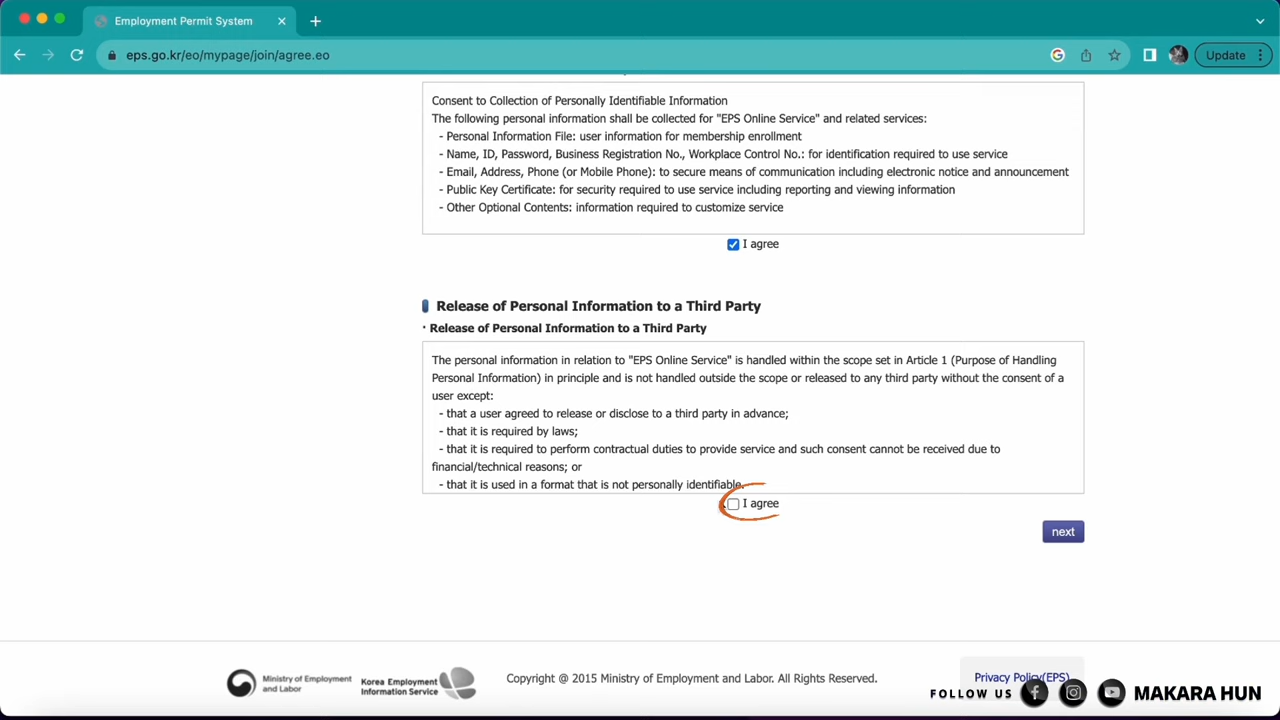 Employment Permit System
eps.go.kr/eo/mypage/join/agree.eo
Update
Consent to Collection of Personally Identifiable Information
The following personal information shall be collected for "EPS Online Service" and related services:
- Personal Information File: user information for membership enrollment
- Name, ID, Password, Business Registration No., Workplace Control No.: for identification required to use service
- Email, Address, Phone (or Mobile Phone): to secure means of communication including electronic notice and announcement
- Public Key Certificate: for security required to use service including reporting and viewing information
- Other Optional Contents: information required to customize service
I agree
Release of Personal Information to a Third Party
· Release of Personal Information to a Third Party
The personal information in relation to "EPS Online Service" is handled within the scope set in Article 1 (Purpose of Handling
Personal Information) in principle and is not handled outside the scope or released to any third party without the consent of a
user except:
- that a user agreed to release or disclose to a third party in advance;
- that it is required by laws;
- that it is required to perform contractual duties to provide service and such consent cannot be received due to
financial/technical reasons; or
- that it is used in a format that is not personally identifiable.
I agree
next
Ministry of Employment
and Labor
Korea Employment
Information Service
Copyright @ 2015 Ministry of Employment and Labor. All Rights Reserved.
Privacy Policy(EPS)
FOLLOW US
MAKARA HUN